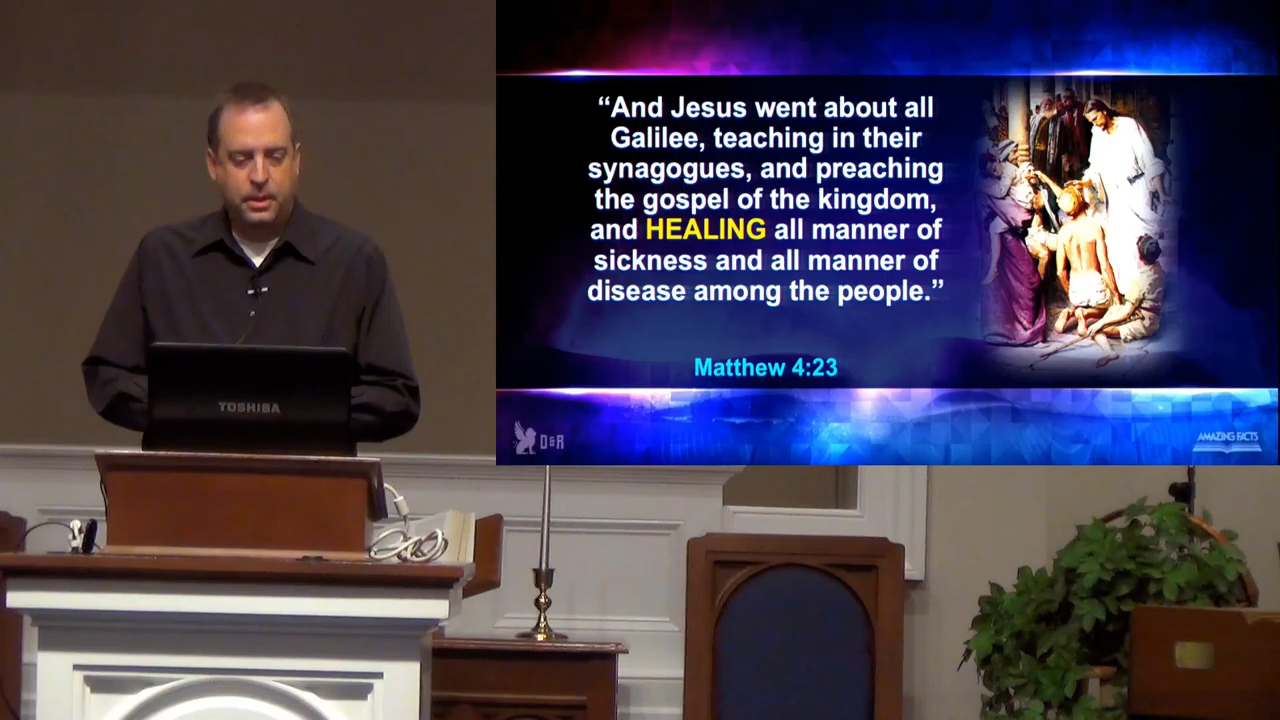 “And Jesus went about all
Galilee, teaching in their
synagogues, and preaching
the gospel of the kingdom,
and HEALING all manner of
sickness and all manner of
disease among the people.”
Matthew 4:23
D&R
AMAZING FACTS
TOSHIBA